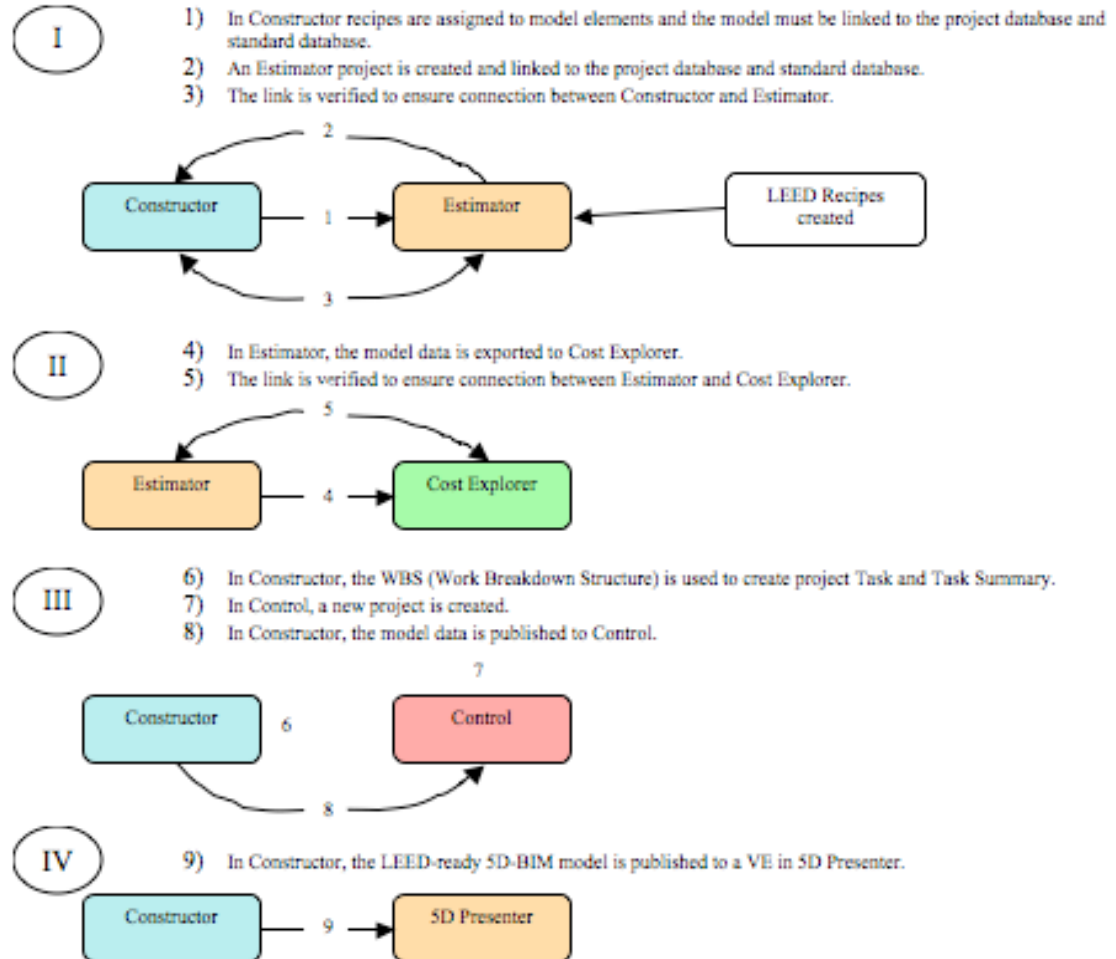 I
1) In Constructor recipes are assigned to model elements and the model must be linked to the project database and
standard database.
2) An Estimator project is created and linked to the project database and standard database.
3) The link is verified to ensure connection between Constructor and Estimator.
2
Constructor
1
Estimator
LEED Recipes
created
3
II
4) In Estimator, the model data is exported to Cost Explorer.
5) The link is verified to ensure connection between Estimator and Cost Explorer.
5
Estimator
4
Cost Explorer
III
6) In Constructor, the WBS (Work Breakdown Structure) is used to create project Task and Task Summary.
7) In Control, a new project is created.
8) In Constructor, the model data is published to Control.
7
Constructor
6
Control
8
IV
9) In Constructor, the LEED-ready 5D-BIM model is published to a VE in 5D Presenter.
Constructor
9
5D Presenter